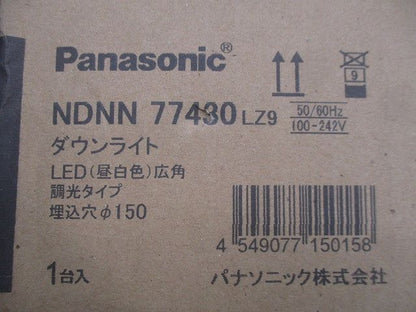 Panasonic®
9
NDNN 77430 LZ9
50/60Hz
100-242V
ダウンライト
LED(昼白色)広角
調光タイプ
埋込穴φ150
4 549077 150158
1台入
パナソニック株式会社